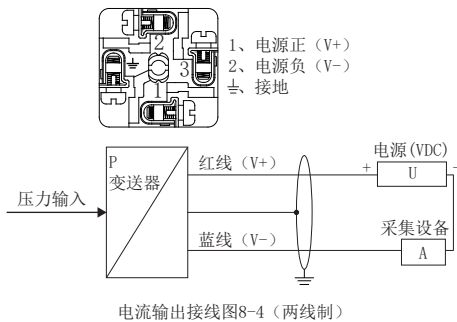 2
3
1
1、电源正（V+）
2、电源负（V-）
⏚、接地
P
变送器
压力输入
红线（V+）
蓝线（V-）
电源(VDC)
+ U -
采集设备
A
电流输出接线图8-4（两线制）